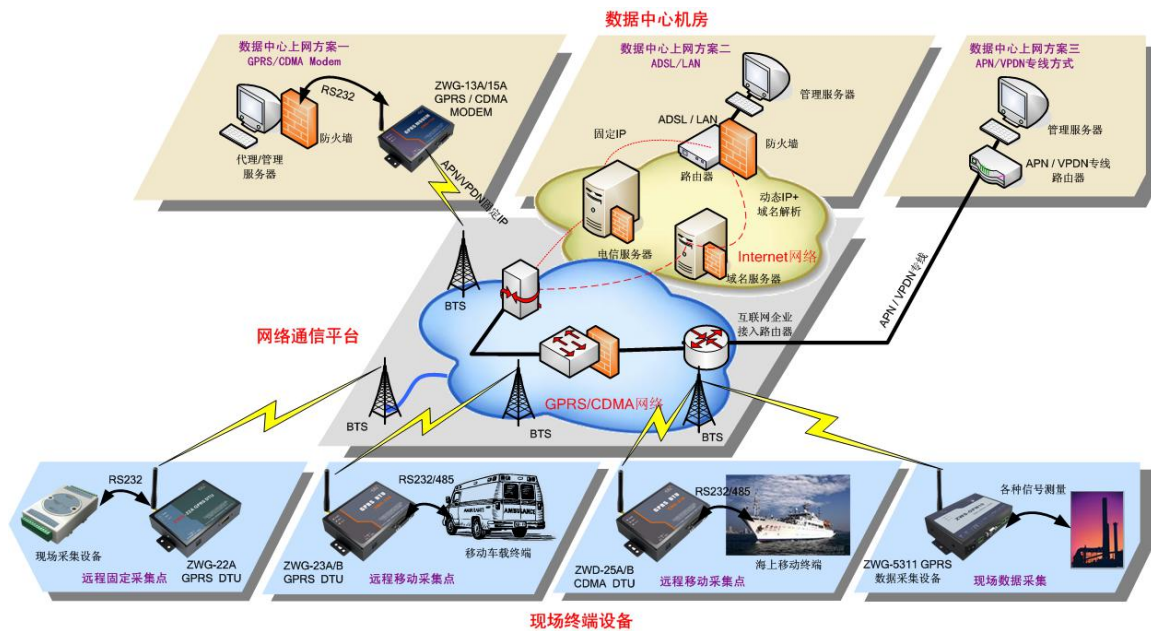 数据中心机房
数据中心上网方案一
GPRS/CDMA Modem
RS232
ZWG-13A/15A
GPRS / CDMA
MODEM
防火墙
代理/管理
服务器
APN/VPDN固定IP
数据中心上网方案二
ADSL/LAN
管理服务器
ADSL / LAN
固定IP
防火墙
路由器
动态IP+
域名解析
电信服务器
Internet网络
域名服务器
数据中心上网方案三
APN/VPDN专线方式
管理服务器
APN / VPDN专线
路由器
APN / VPDN专线
网络通信平台
BTS
互联网企业
接入路由器
GPRS/CDMA网络
BTS
BTS
BTS
RS232
现场采集设备
ZWG-22A
GPRS DTU
远程固定采集点
RS232/485
AMBULANCE
移动车载终端
ZWG-23A/B
GPRS DTU
远程移动采集点
RS232/485
海上移动终端
ZWD-25A/B
CDMA DTU
远程移动采集点
各种信号测量
ZWG-5311 GPRS
数据采集设备
现场数据采集
现场终端设备